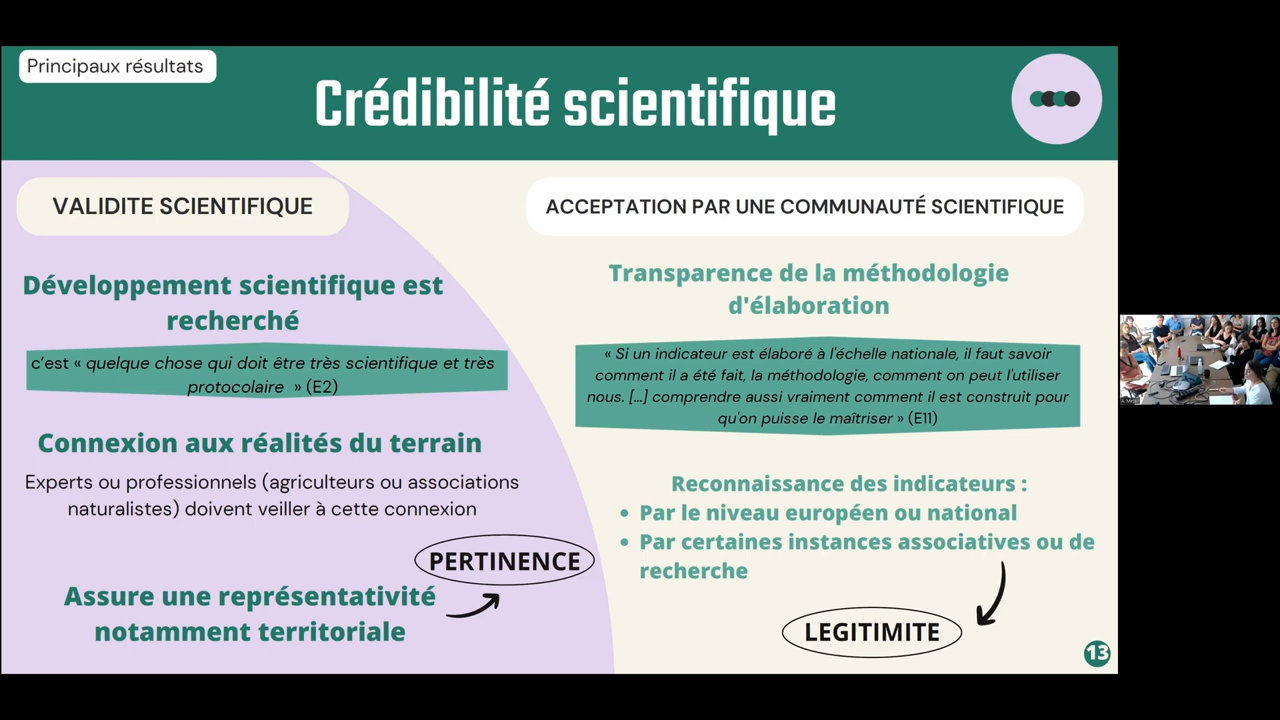 Principaux résultats
Crédibilité scientifique
VALIDITE SCIENTIFIQUE
Développement scientifique est
recherché
c'est « quelque chose qui doit être très scientifique et très
protocolaire » (E2)
Connexion aux réalités du terrain
Experts ou professionnels (agriculteurs ou associations
naturalistes) doivent veiller à cette connexion
PERTINENCE
Assure une représentativité
notamment territoriale
ACCEPTATION PAR UNE COMMUNAUTÉ SCIENTIFIQUE
Transparence de la méthodologie
d'élaboration
« Si un indicateur est élaboré à l'échelle nationale, il faut savoir
comment il a été fait, la méthodologie, comment on peut l'utiliser
nous. [...] comprendre aussi vraiment comment il est construit pour
qu'on puisse le maîtriser » (E11)
Reconnaissance des indicateurs :
• Par le niveau européen ou national
• Par certaines instances associatives ou de
recherche
LEGITIMITE
13